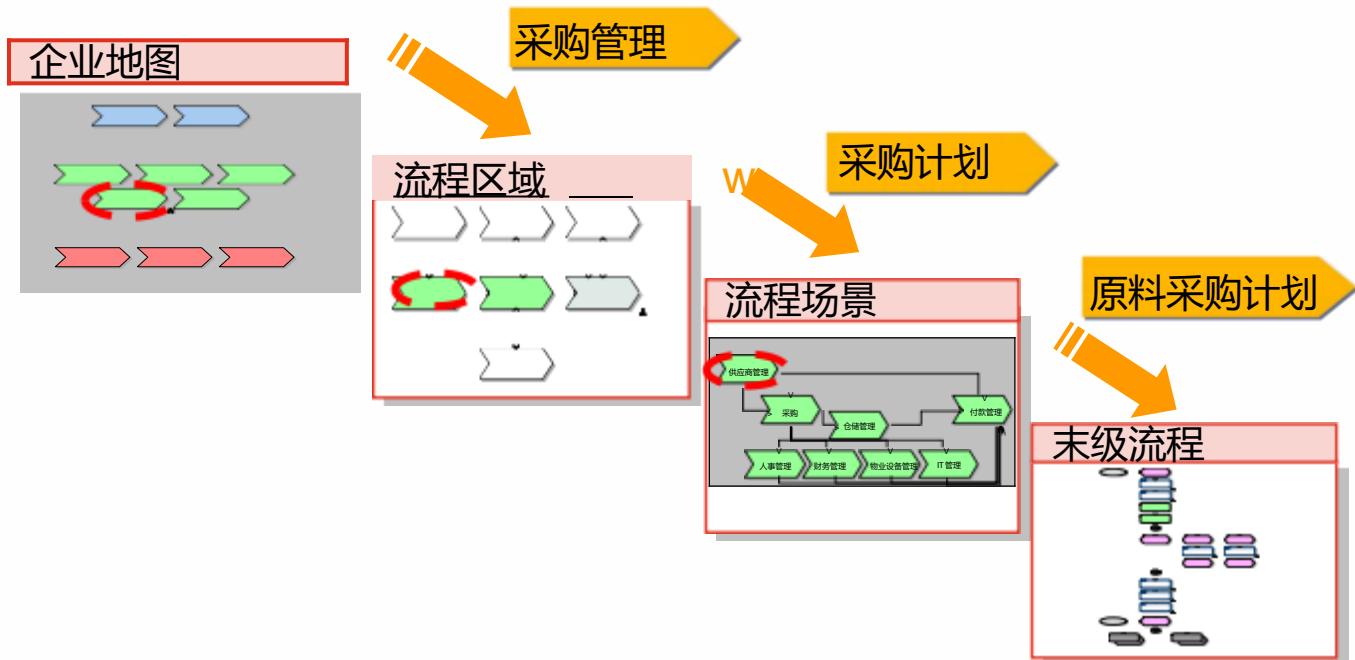 采购管理
企业地图
采购计划
流程区域
W
原料采购计划
流程场景
供应商管理
采购
付款管理
仓储管理
人事管理
财务管理
物业设备管理
IT管理
末级流程